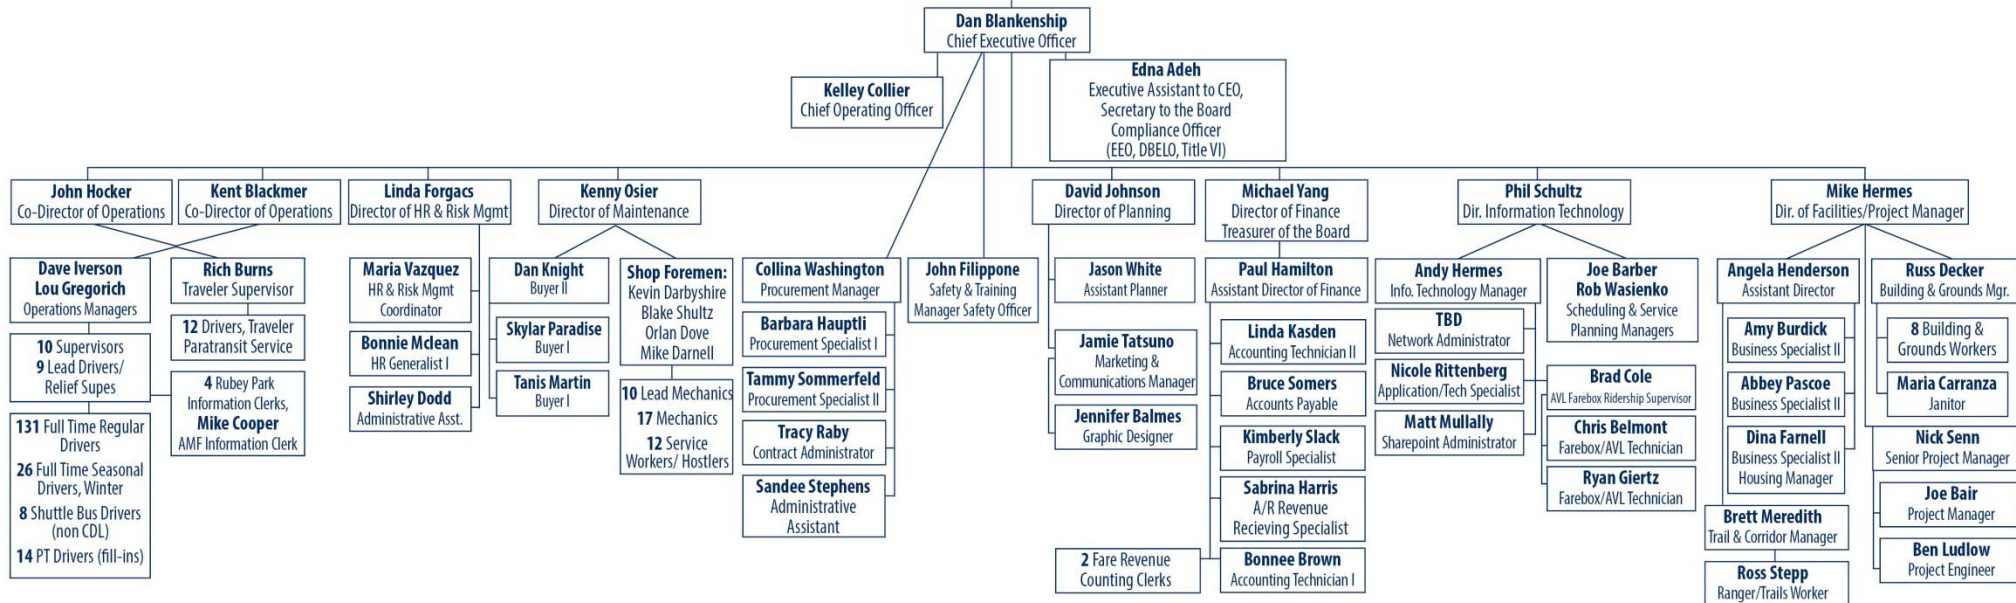 Dan Blankenship
Chief Executive Officer
Kelley Collier
Chief Operating Officer
Edna Adeh
Executive Assistant to CEO,
Secretary to the Board
Compliance Officer
(EEO, DBELO, Title VI)
John Hocker
Co-Director of Operations
Kent Blackmer
Co-Director of Operations
Linda Forgacs
Director of HR & Risk Mgmt
Kenny Osier
Director of Maintenance
David Johnson
Director of Planning
Michael Yang
Director of Finance
Treasurer of the Board
Phil Schultz
Dir. Information Technology
Mike Hermes
Dir. of Facilities/Project Manager
Dave Iverson
Lou Gregorich
Operations Managers
10 Supervisors
9 Lead Drivers/
Relief Supes
131 Full Time Regular
Drivers
26 Full Time Seasonal
Drivers, Winter
8 Shuttle Bus Drivers
(non CDL)
14 PT Drivers (fill-ins)
Rich Burns
Traveler Supervisor
12 Drivers, Traveler
Paratransit Service
4 Rubey Park
Information Clerks,
Mike Cooper
AMF Information Clerk
Maria Vazquez
HR & Risk Mgmt
Coordinator
Bonnie Mclean
HR Generalist I
Shirley Dodd
Administrative Asst.
Dan Knight
Buyer II
Skylar Paradise
Buyer I
Tanis Martin
Buyer I
Shop Foremen:
Kevin Darbyshire
Blake Shultz
Orlan Dove
Mike Darnell
10 Lead Mechanics
17 Mechanics
12 Service
Workers/ Hostlers
Collina Washington
Procurement Manager
Barbara Hauptli
Procurement Specialist I
Tammy Sommerfeld
Procurement Specialist II
Tracy Raby
Contract Administrator
Sandee Stephens
Administrative
Assistant
John Filippone
Safety & Training
Manager Safety Officer
Jason White
Assistant Planner
Jamie Tatsuno
Marketing &
Communications Manager
Jennifer Balmes
Graphic Designer
Paul Hamilton
Assistant Director of Finance
Linda Kasden
Accounting Technician II
Bruce Somers
Accounts Payable
Kimberly Slack
Payroll Specialist
Sabrina Harris
A/R Revenue
Recieving Specialist
2 Fare Revenue
Counting Clerks
Bonnee Brown
Accounting Technician I
Andy Hermes
Info. Technology Manager
TBD
Network Administrator
Nicole Rittenberg
Application/Tech Specialist
Matt Mullally
Sharepoint Administrator
Joe Barber
Rob Wasienko
Scheduling & Service
Planning Managers
Brad Cole
AVL Farebox Ridership Supervisor
Chris Belmont
Farebox/AVL Technician
Ryan Giertz
Farebox/AVL Technician
Angela Henderson
Assistant Director
Amy Burdick
Business Specialist II
Abbey Pascoe
Business Specialist II
Dina Farnell
Business Specialist II
Housing Manager
Brett Meredith
Trail & Corridor Manager
Ross Stepp
Ranger/Trails Worker
Russ Decker
Building & Grounds Mgr.
8 Building &
Grounds Workers
Maria Carranza
Janitor
Nick Senn
Senior Project Manager
Joe Bair
Project Manager
Ben Ludlow
Project Engineer